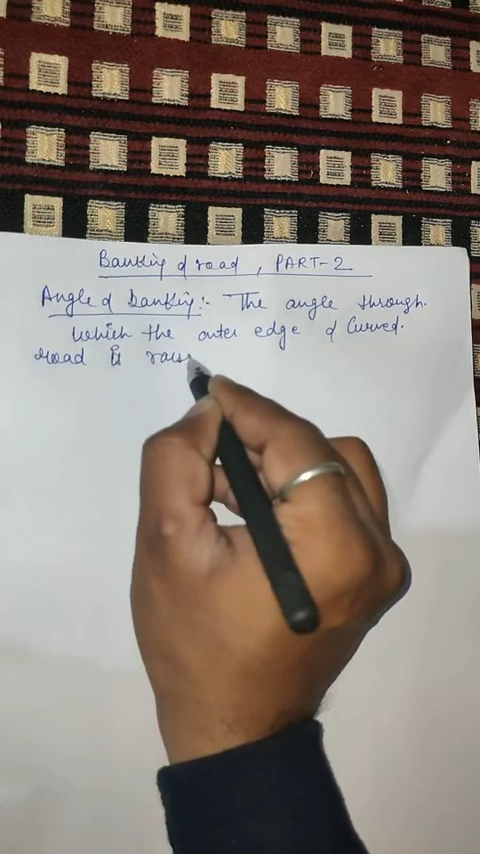 Banking of road, PART-2
Angle of banking:- The angle through.
which the outer edge of Curved.
road is rais